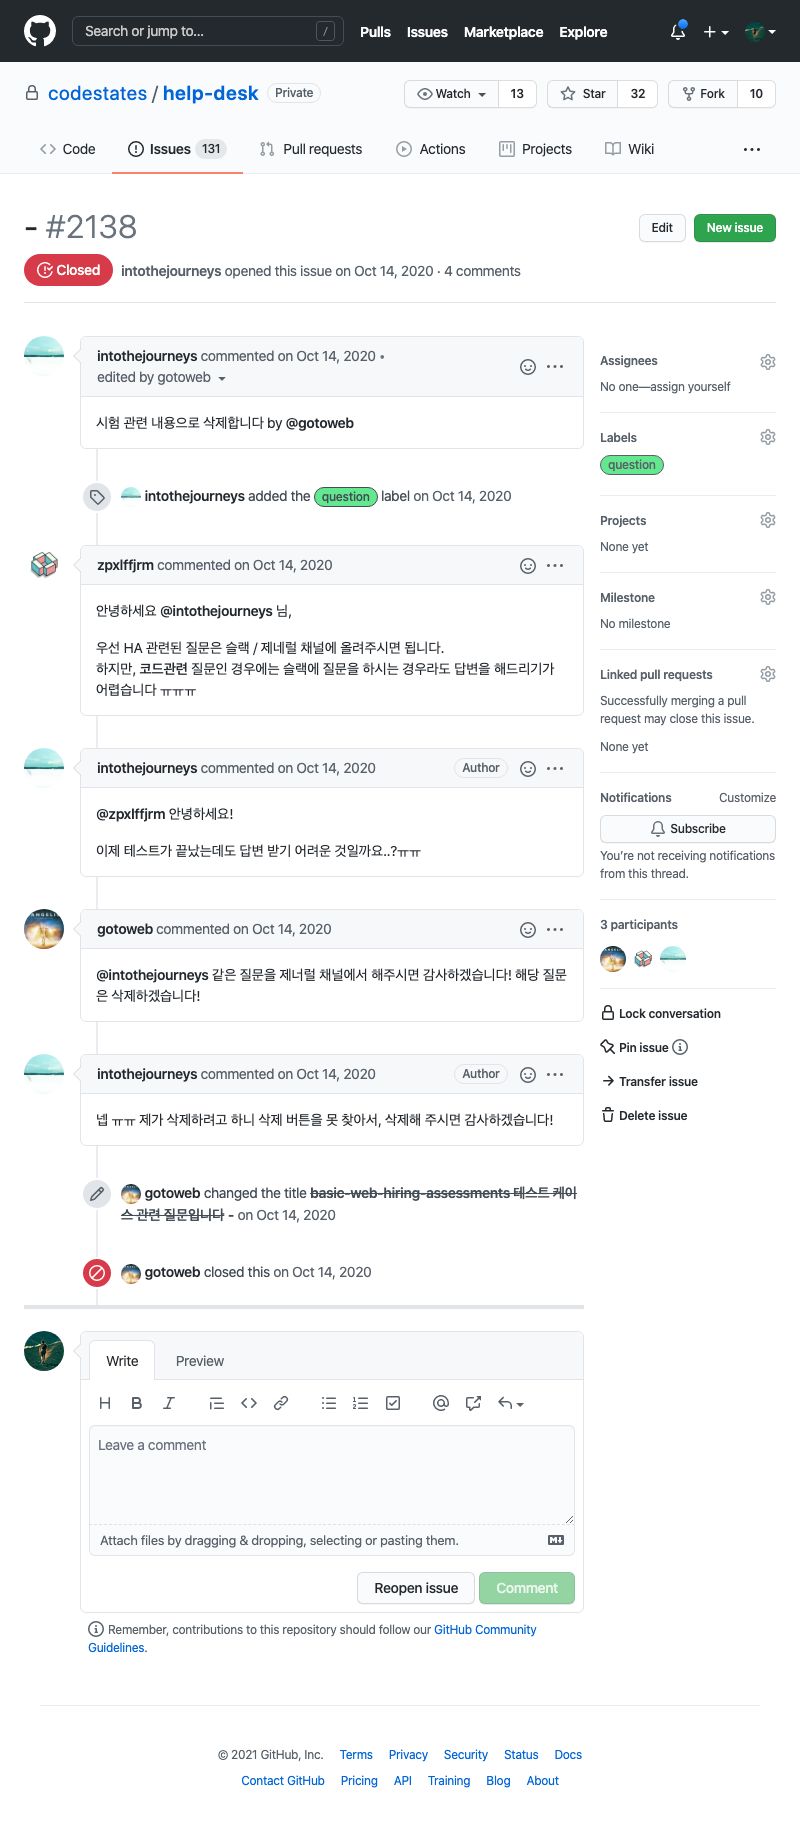 Search or jump to... /
Pulls Issues Marketplace Explore
codestates / help-desk Private
Watch 13 Star 32 Fork 10
Code Issues 131 Pull requests Actions Projects Wiki ...
- #2138
Edit New issue
Closed intothejourneys opened this issue on Oct 14, 2020 · 4 comments
intothejourneys commented on Oct 14, 2020 •
edited by gotoweb
시험 관련 내용으로 삭제합니다 by @gotoweb
intothejourneys added the question label on Oct 14, 2020
zpxlffjrm commented on Oct 14, 2020
안녕하세요 @intothejourneys 님,
우선 HA 관련된 질문은 슬랙 / 제네럴 채널에 올려주시면 됩니다.
하지만, 코드관련 질문인 경우에는 슬랙에 질문을 하시는 경우라도 답변을 해드리기가
어렵습니다 ㅠㅠㅠ
intothejourneys commented on Oct 14, 2020 Author
@zpxlffjrm 안녕하세요!
이제 테스트가 끝났는데도 답변 받기 어려운 것일까요..?ㅠㅠ
gotoweb commented on Oct 14, 2020
@intothejourneys 같은 질문을 제너럴 채널에서 해주시면 감사하겠습니다! 해당 질문
은 삭제하겠습니다!
intothejourneys commented on Oct 14, 2020 Author
넵 ㅠㅠ 제가 삭제하려고 하니 삭제 버튼을 못 찾아서, 삭제해 주시면 감사하겠습니다!
gotoweb changed the title basic-web-hiring-assessments 테스트 케이
스 관련 질문입니다 - on Oct 14, 2020
gotoweb closed this on Oct 14, 2020
Write Preview
Leave a comment
Attach files by dragging & dropping, selecting or pasting them.
Reopen issue Comment
Remember, contributions to this repository should follow our GitHub Community
Guidelines.
Assignees
No one—assign yourself
Labels
question
Projects
None yet
Milestone
No milestone
Linked pull requests
Successfully merging a pull
request may close this issue.
None yet
Notifications Customize
Subscribe
You're not receiving notifications
from this thread.
3 participants
Lock conversation
Pin issue
Transfer issue
Delete issue
© 2021 GitHub, Inc. Terms Privacy Security Status Docs
Contact GitHub Pricing API Training Blog About